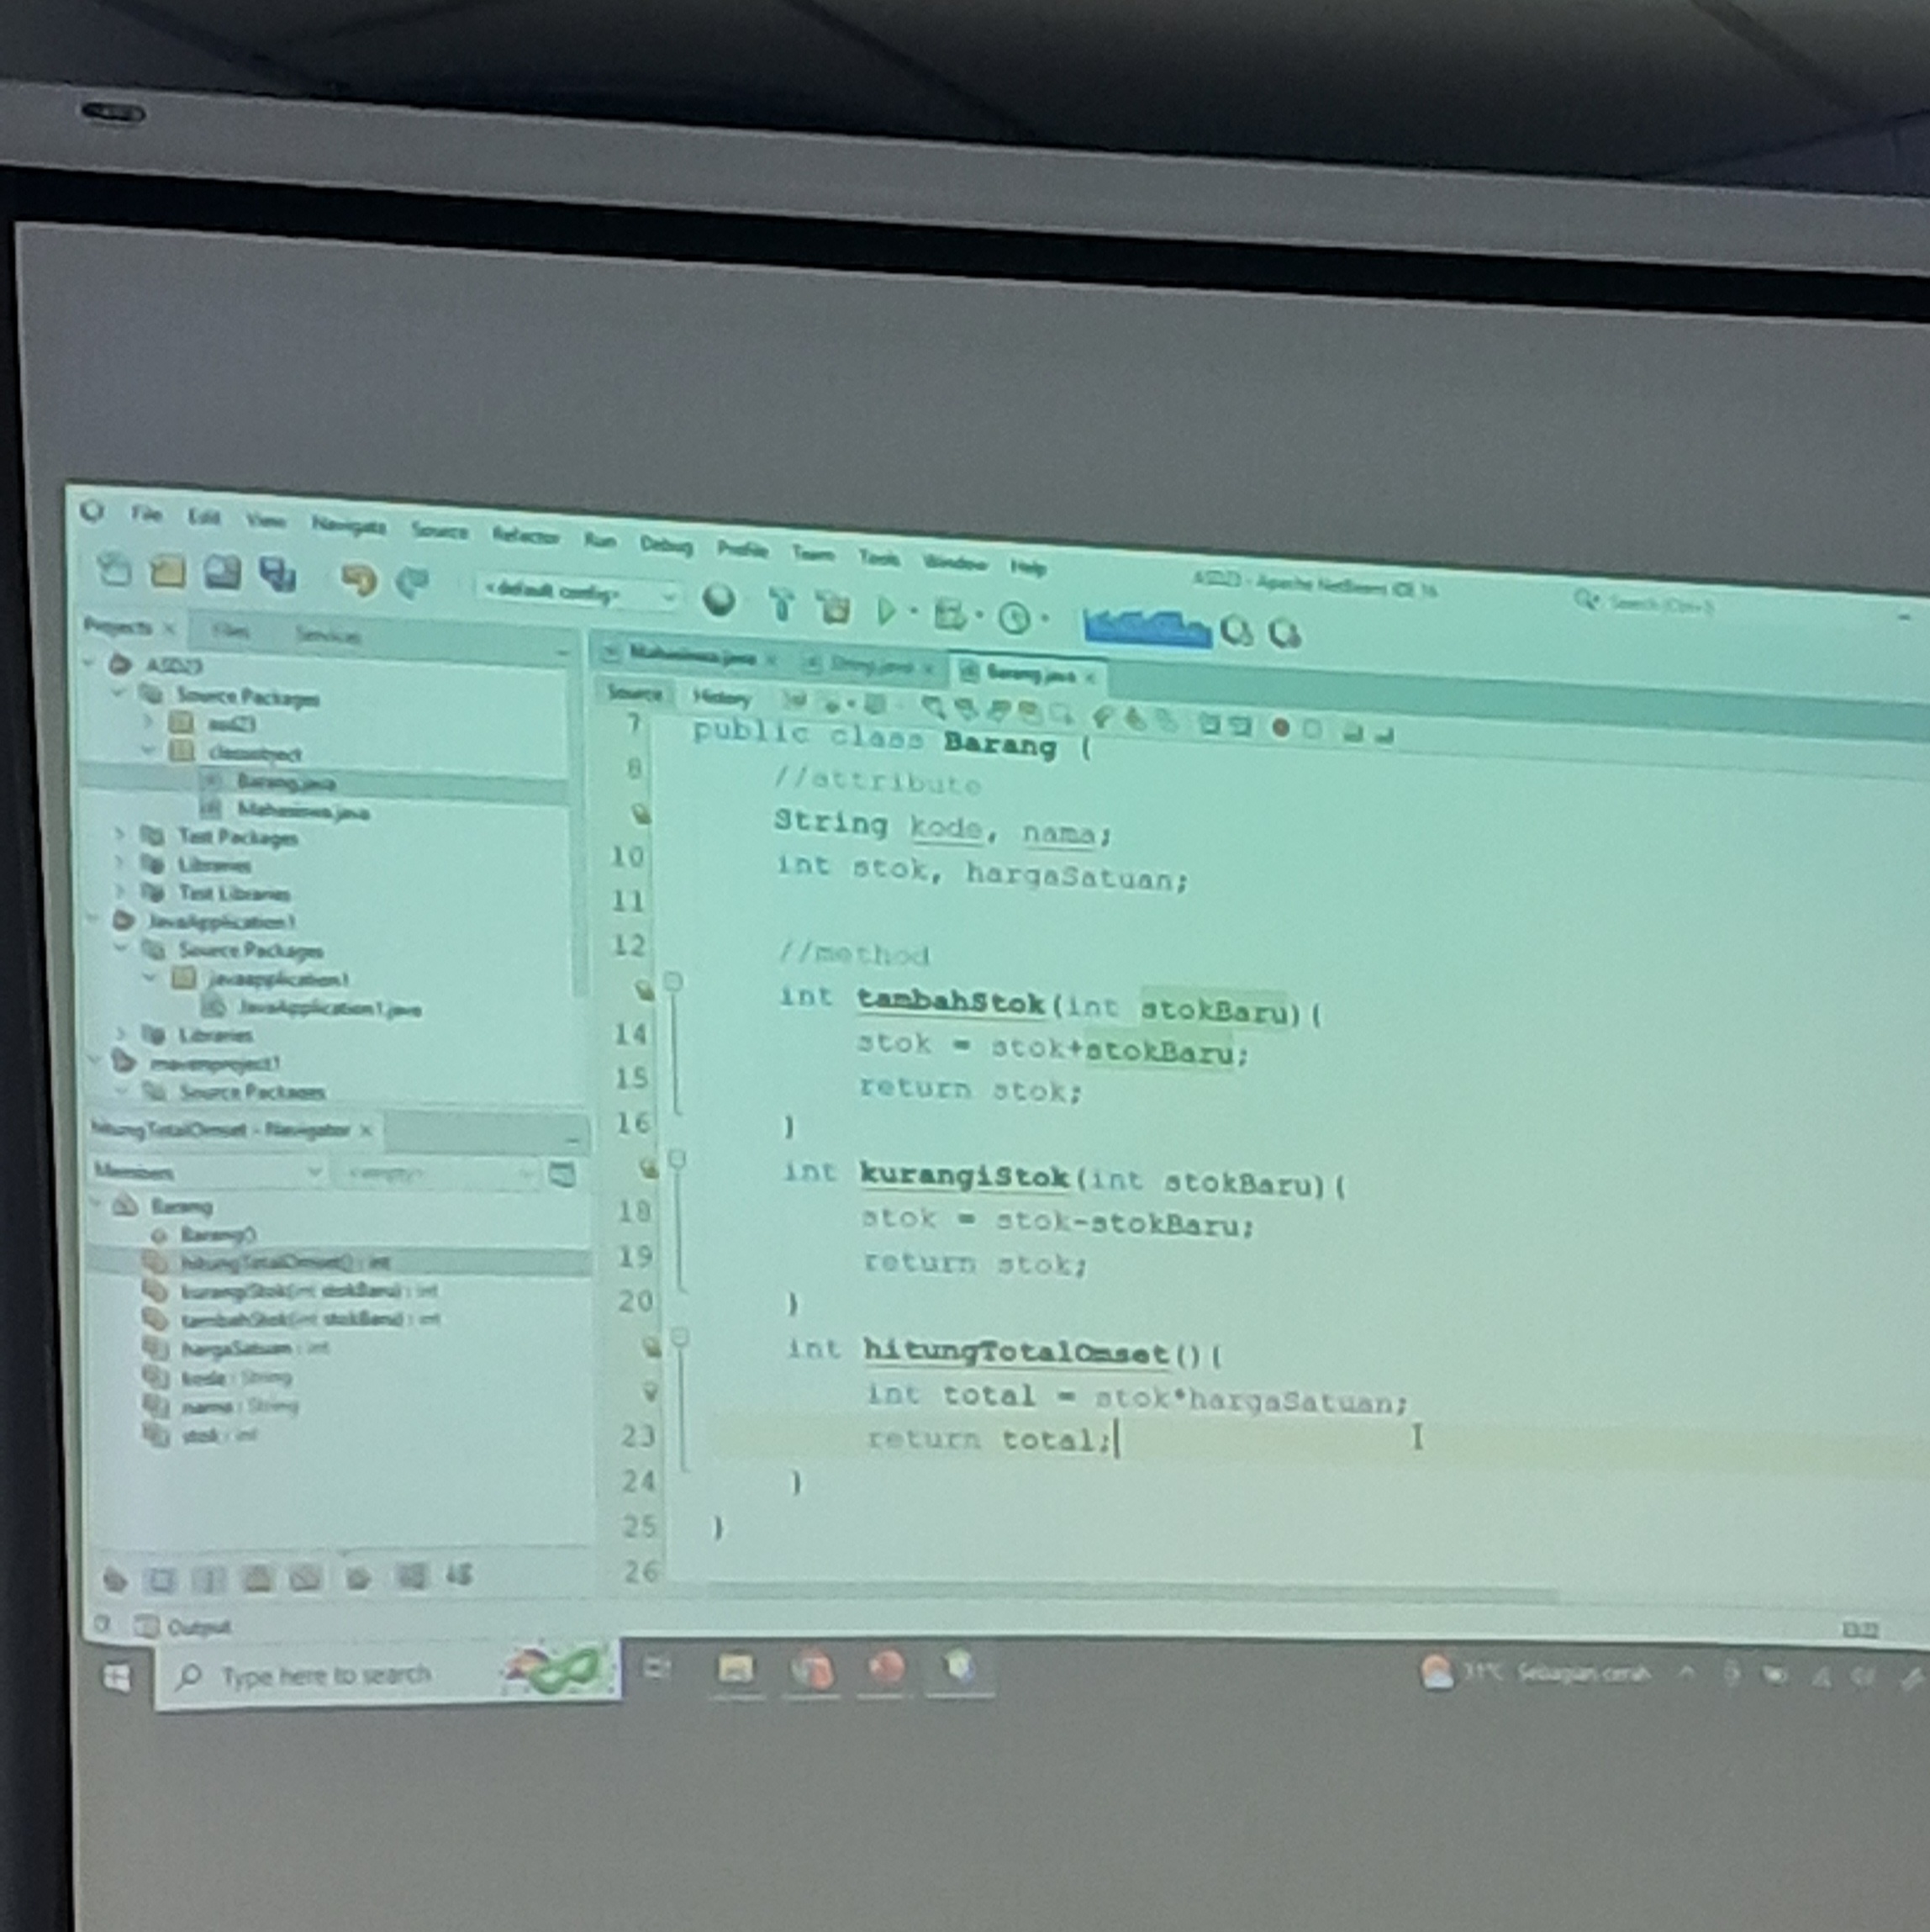 File Edit View Navigate Source Refactor Run Debug Profile Team Tools Window Help
ASD23 - Apache NetBeans IDE 16
Search (Ctrl+I)
<default config>
Projects Files Services
ASD23
Source Packages
asd23
classobject
Barang.java
Mahasiswa.java
Test Packages
Libraries
Test Libraries
JavaApplication1
Source Packages
javaapplication1
JavaApplication1.java
Libraries
mavenproject1
Source Packages
hitungTotalOmset - Navigator
Members <empty>
Barang
Barang()
hitungTotalOmset() : int
kurangiStok(int stokBaru) : int
tambahStok(int stokBaru) : int
hargaSatuan : int
kode : String
nama : String
stok : int
Output
Mahasiswa.java Barang.java
Source History
7 public class Barang {
8 //attribute
String kode, nama;
10 int stok, hargaSatuan;
11
12 //method
int tambahStok(int stokBaru){
14 stok = stok+stokBaru;
15 return stok;
16 }
int kurangiStok(int stokBaru){
18 stok = stok-stokBaru;
19 return stok;
20 }
int hitungTotalOmset(){
int total = stok*hargaSatuan;
23 return total;
24 }
25 }
26
Type here to search
31°C Sebagian cerah